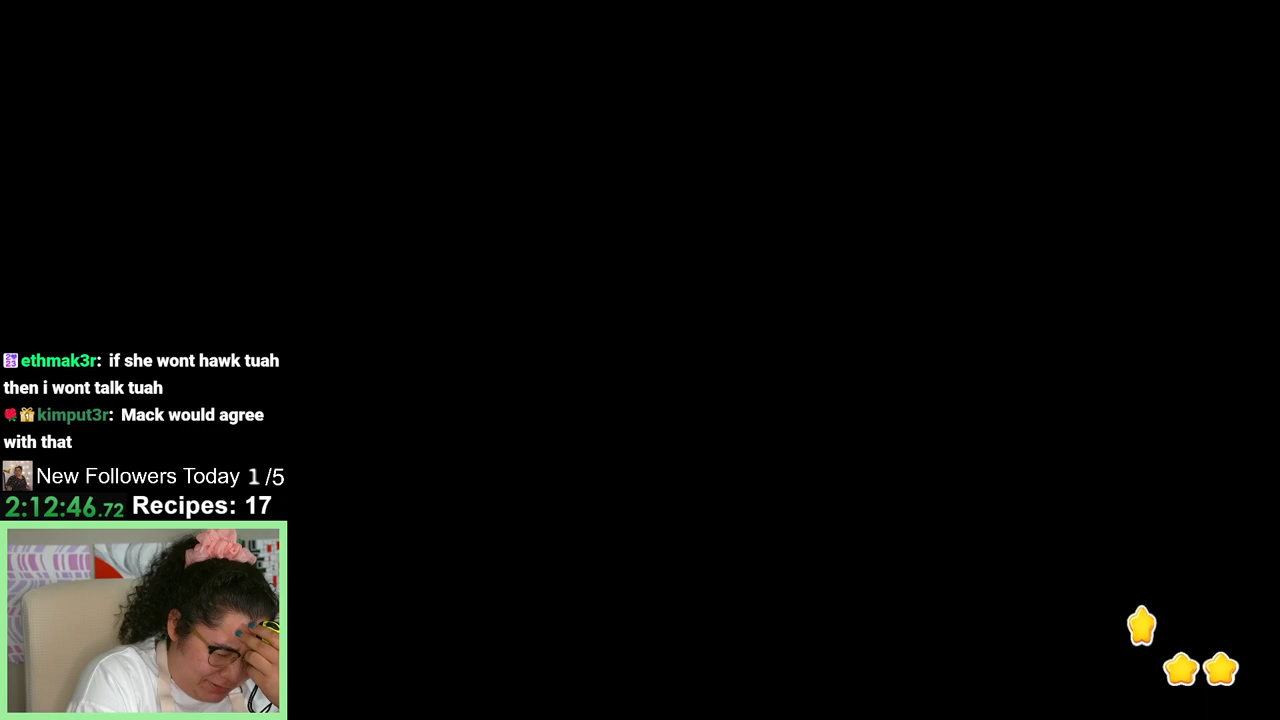 ethmak3r: if she wont hawk tuah
then i wont talk tuah
kimput3r: Mack would agree
with that
New Followers Today 1/5
2:12:46.72 Recipes: 17